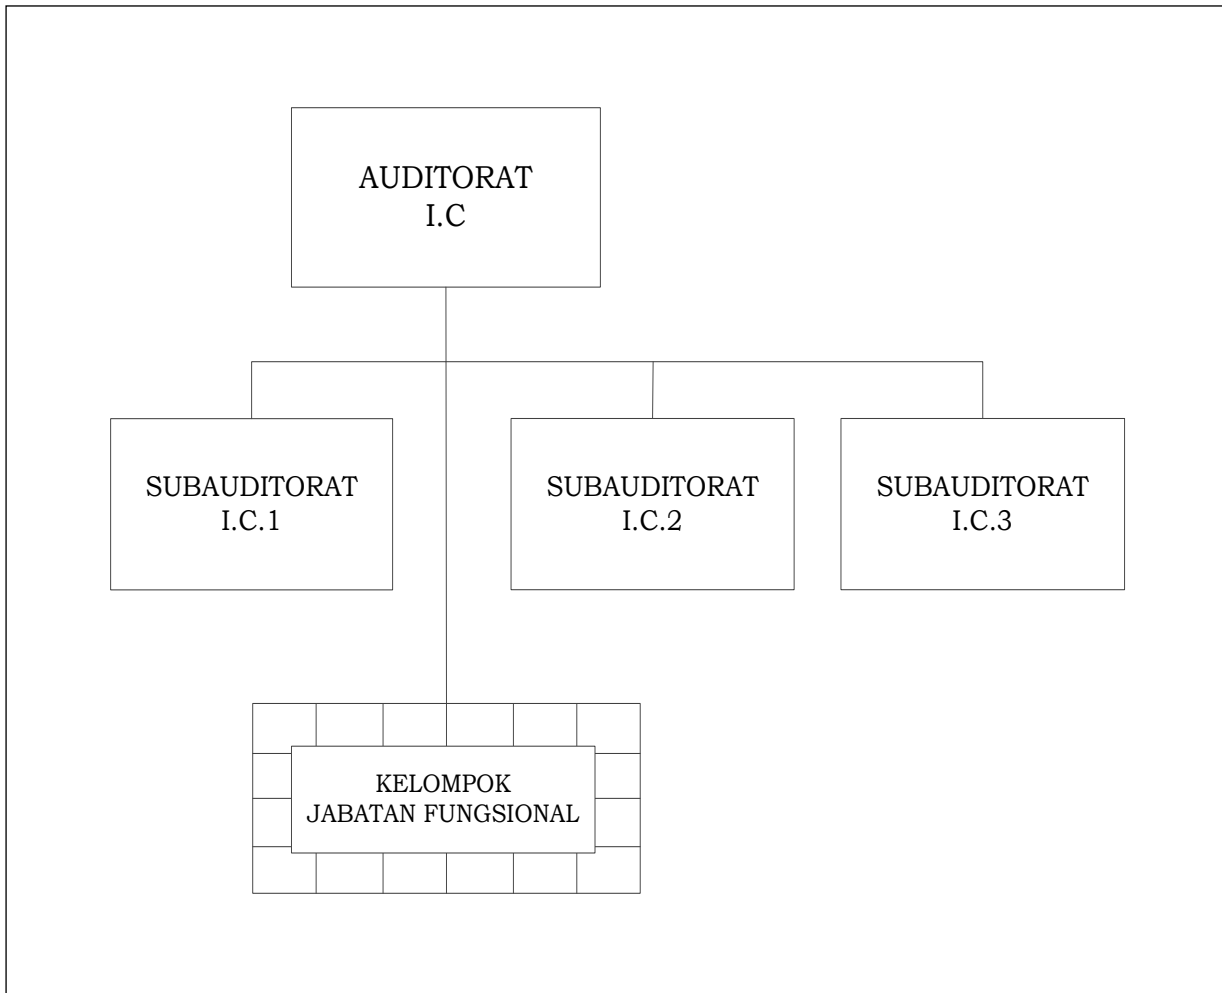 AUDITORAT
I.C
SUBAUDITORAT
I.C.1
SUBAUDITORAT
I.C.2
SUBAUDITORAT
I.C.3
KELOMPOK
JABATAN FUNGSIONAL